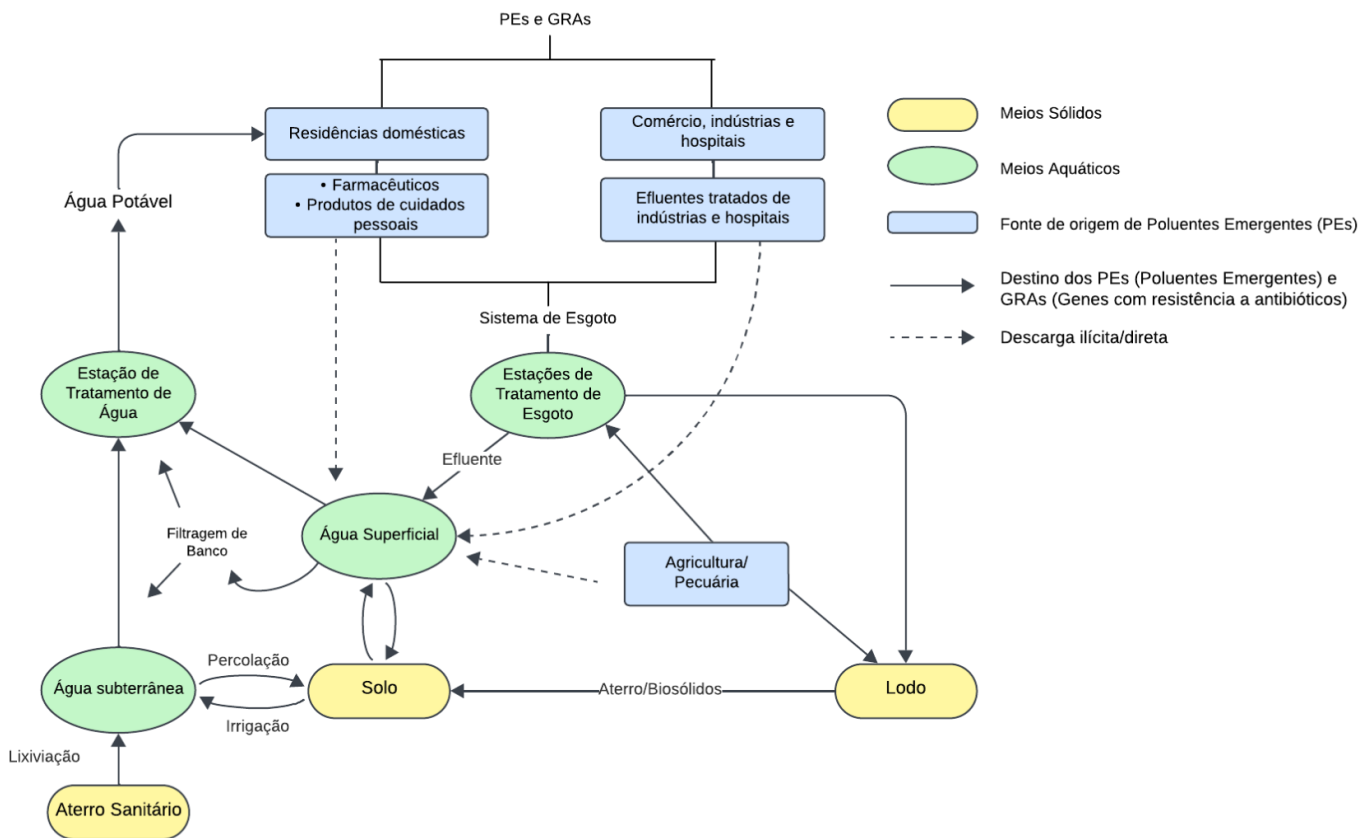 PEs e GRAs
Residências domésticas
Comércio, indústrias e
hospitais
Meios Sólidos
Meios Aquáticos
• Farmacêuticos
• Produtos de cuidados
pessoais
Efluentes tratados de
indústrias e hospitais
Água Potável
Fonte de origem de Poluentes Emergentes (PEs)
Destino dos PEs (Poluentes Emergentes) e
GRAs (Genes com resistência a antibióticos)
Descarga ilícita/direta
Sistema de Esgoto
Estação de
Tratamento de
Água
Estações de
Tratamento de
Esgoto
Efluente
Filtragem de
Banco
Água Superficial
Agricultura/
Pecuária
Percolação
Água subterrânea
Solo
Aterro/Biosólidos
Lodo
Irrigação
Lixiviação
Aterro Sanitário